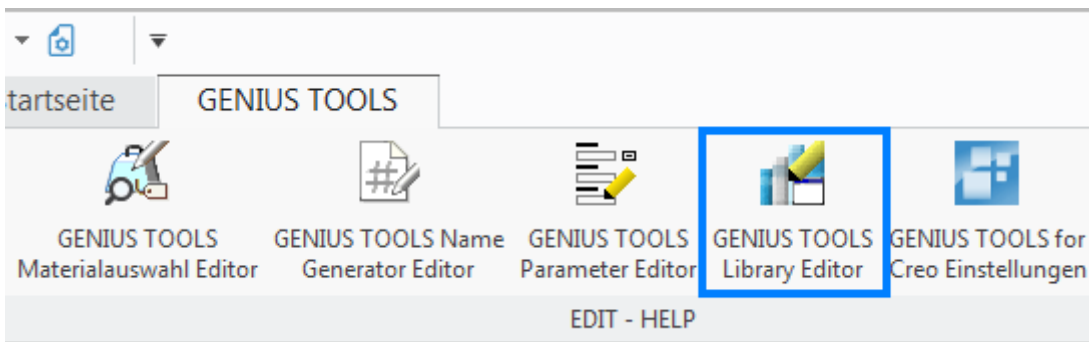 tartseite GENIUS TOOLS
GENIUS TOOLS GENIUS TOOLS Name GENIUS TOOLS GENIUS TOOLS GENIUS TOOLS for
Materialauswahl Editor Generator Editor Parameter Editor Library Editor Creo Einstellungen
EDIT - HELP